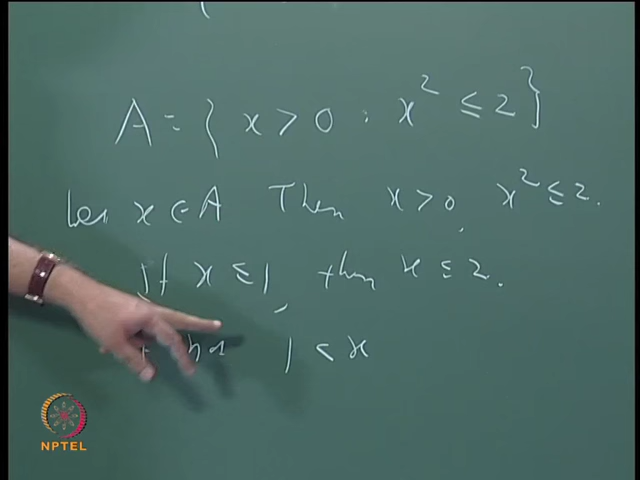 A = { x > 0 : x² ≤ 2 }
Let x ∈ A Then x > 0, x² ≤ 2.
If x ≤ 1, then x ≤ 2.
1 < x
NPTEL